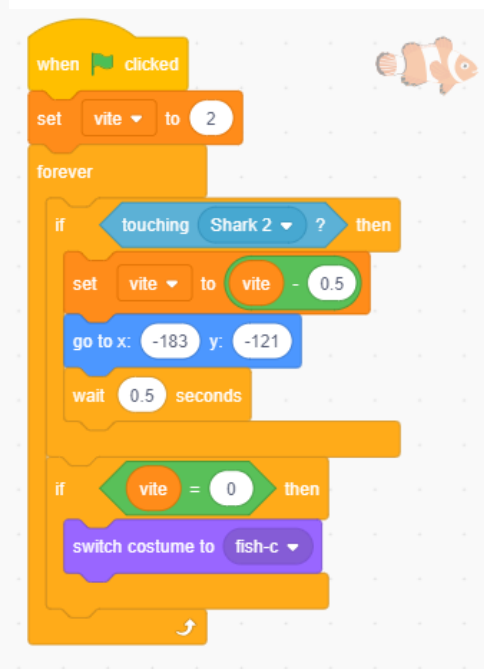 when clicked
set vite to 2
forever
if touching Shark 2 ? then
set vite to vite - 0.5
go to x: -183 y: -121
wait 0.5 seconds
if vite = 0 then
switch costume to fish-c